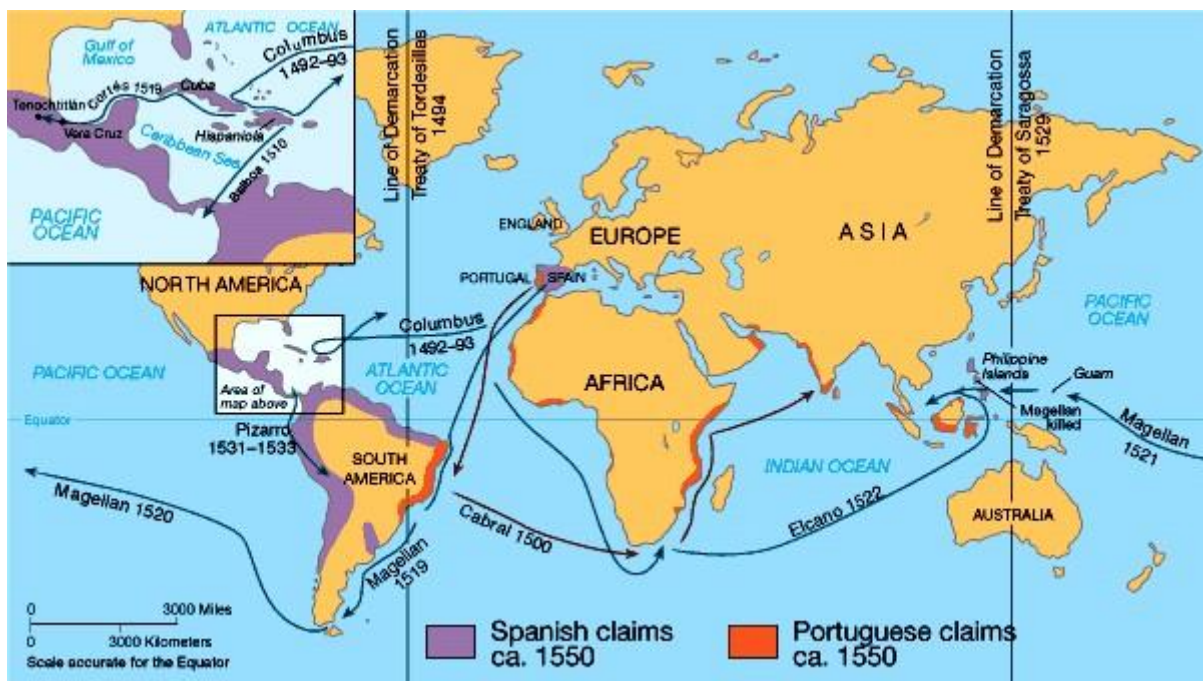 ATLANTIC OCEAN
Gulf of
Mexico
Columbus
1492–93
Cuba
Cortés 1519
Tenochtitlán
Vera Cruz
Hispaniola
Caribbean Sea
Balboa 1510
PACIFIC
OCEAN
Line of Demarcation
Treaty of Tordesillas
1494
Line of Demarcation
Treaty of Saragossa
1529
ENGLAND
EUROPE
ASIA
PORTUGAL
SPAIN
NORTH AMERICA
Columbus
1492–93
PACIFIC
OCEAN
PACIFIC OCEAN
ATLANTIC
OCEAN
Area of
map above
AFRICA
Philippine
Islands
Guam
Magellan
killed
Magellan
1521
Equator
Pizarro
1531–1533
SOUTH
AMERICA
INDIAN OCEAN
Magellan 1520
Cabral 1500
Elcano 1522
AUSTRALIA
Magellan
1519
0
3000 Miles
0
3000 Kilometers
Scale accurate for the Equator
Spanish claims
ca. 1550
Portuguese claims
ca. 1550